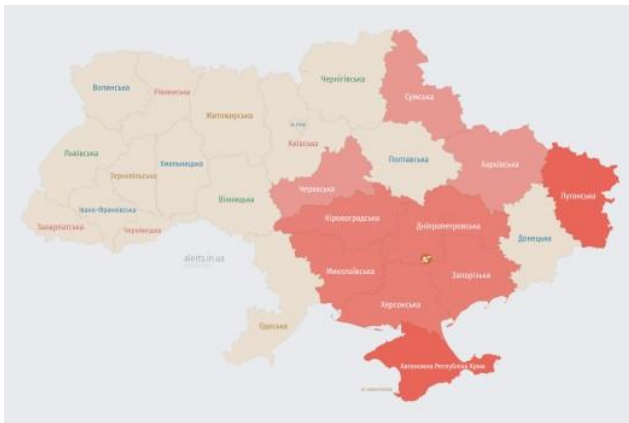 Чернігівська
Волинська
Рівненська
Сумська
Житомирська
Київська
Львівська
Полтавська
Харківська
Хмельницька
Тернопільська
Черкаська
Луганська
Вінницька
Івано-Франківська
Кіровоградська
Дніпропетровська
Закарпатська
Чернівецька
Донецька
alerts.in.ua
Миколаївська
Запорізька
Херсонська
Одеська
Автономна Республіка Крим